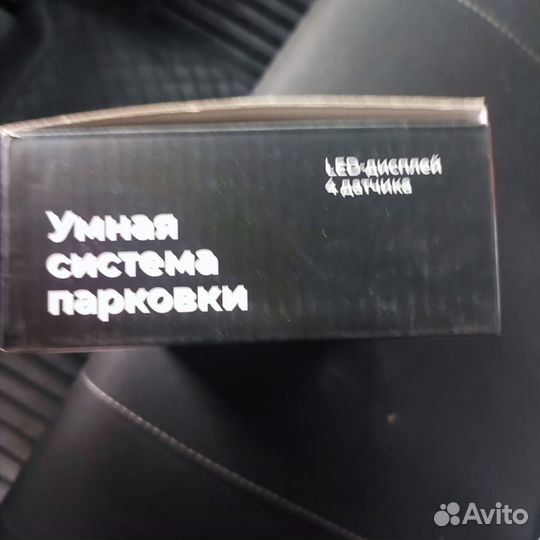 LED-дисплей
4 датчика
Умная
система
парковки
Avito